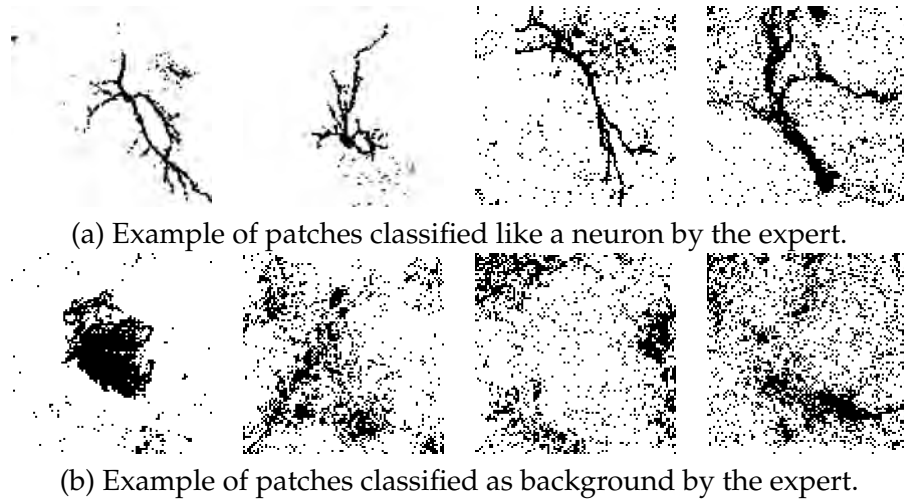 (a) Example of patches classified like a neuron by the expert.
(b) Example of patches classified as background by the expert.